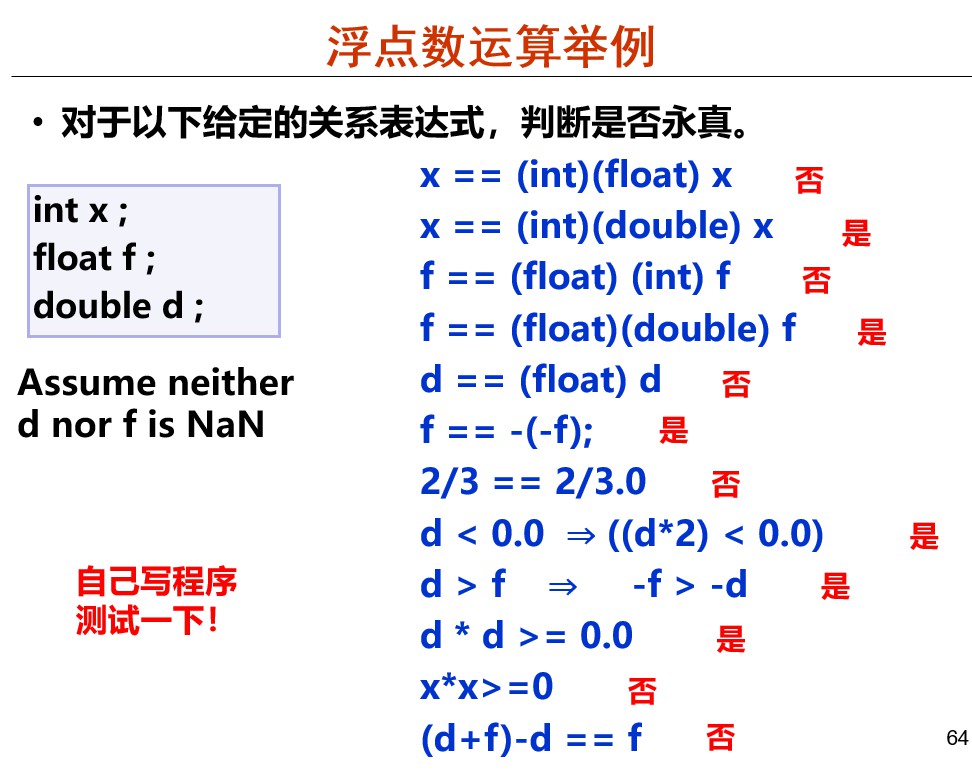 浮点数运算举例
• 对于以下给定的关系表达式，判断是否永真。
int x ;
float f ;
double d ;
Assume neither
d nor f is NaN
自己写程序
测试一下！
x == (int)(float) x 否
x == (int)(double) x 是
f == (float) (int) f 否
f == (float)(double) f 是
d == (float) d 否
f == -(-f); 是
2/3 == 2/3.0 否
d < 0.0 ⇒ ((d*2) < 0.0) 是
d > f ⇒ -f > -d 是
d * d >= 0.0 是
x*x>=0 否
(d+f)-d == f 否
64